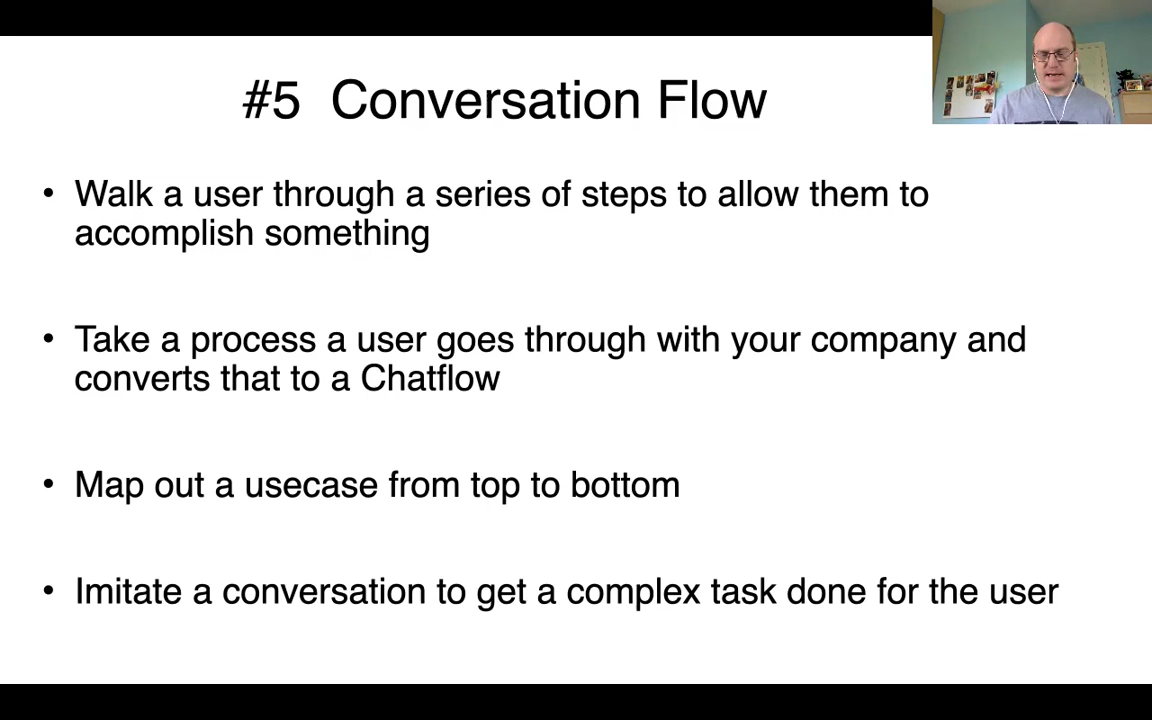 #5 Conversation Flow
• Walk a user through a series of steps to allow them to
accomplish something
• Take a process a user goes through with your company and
converts that to a Chatflow
• Map out a usecase from top to bottom
• Imitate a conversation to get a complex task done for the user